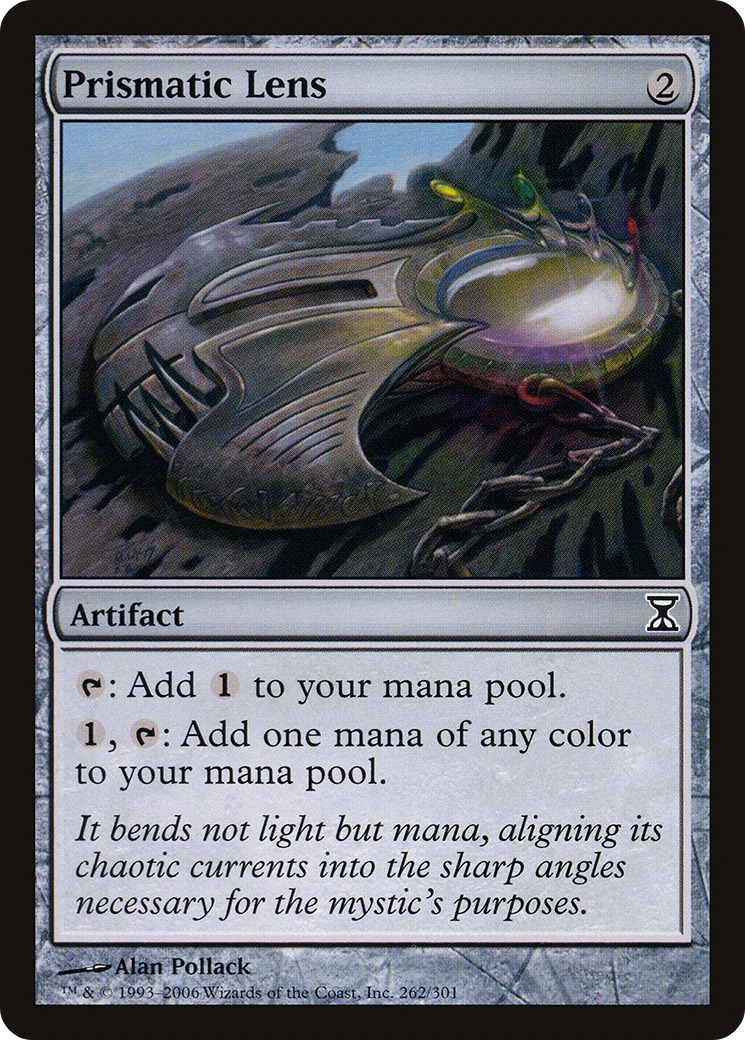 Prismatic Lens 2
Artifact
: Add 1 to your mana pool.
1, : Add one mana of any color
to your mana pool.
It bends not light but mana, aligning its
chaotic currents into the sharp angles
necessary for the mystic's purposes.
Alan Pollack
™ & © 1993–2006 Wizards of the Coast, Inc. 262/301